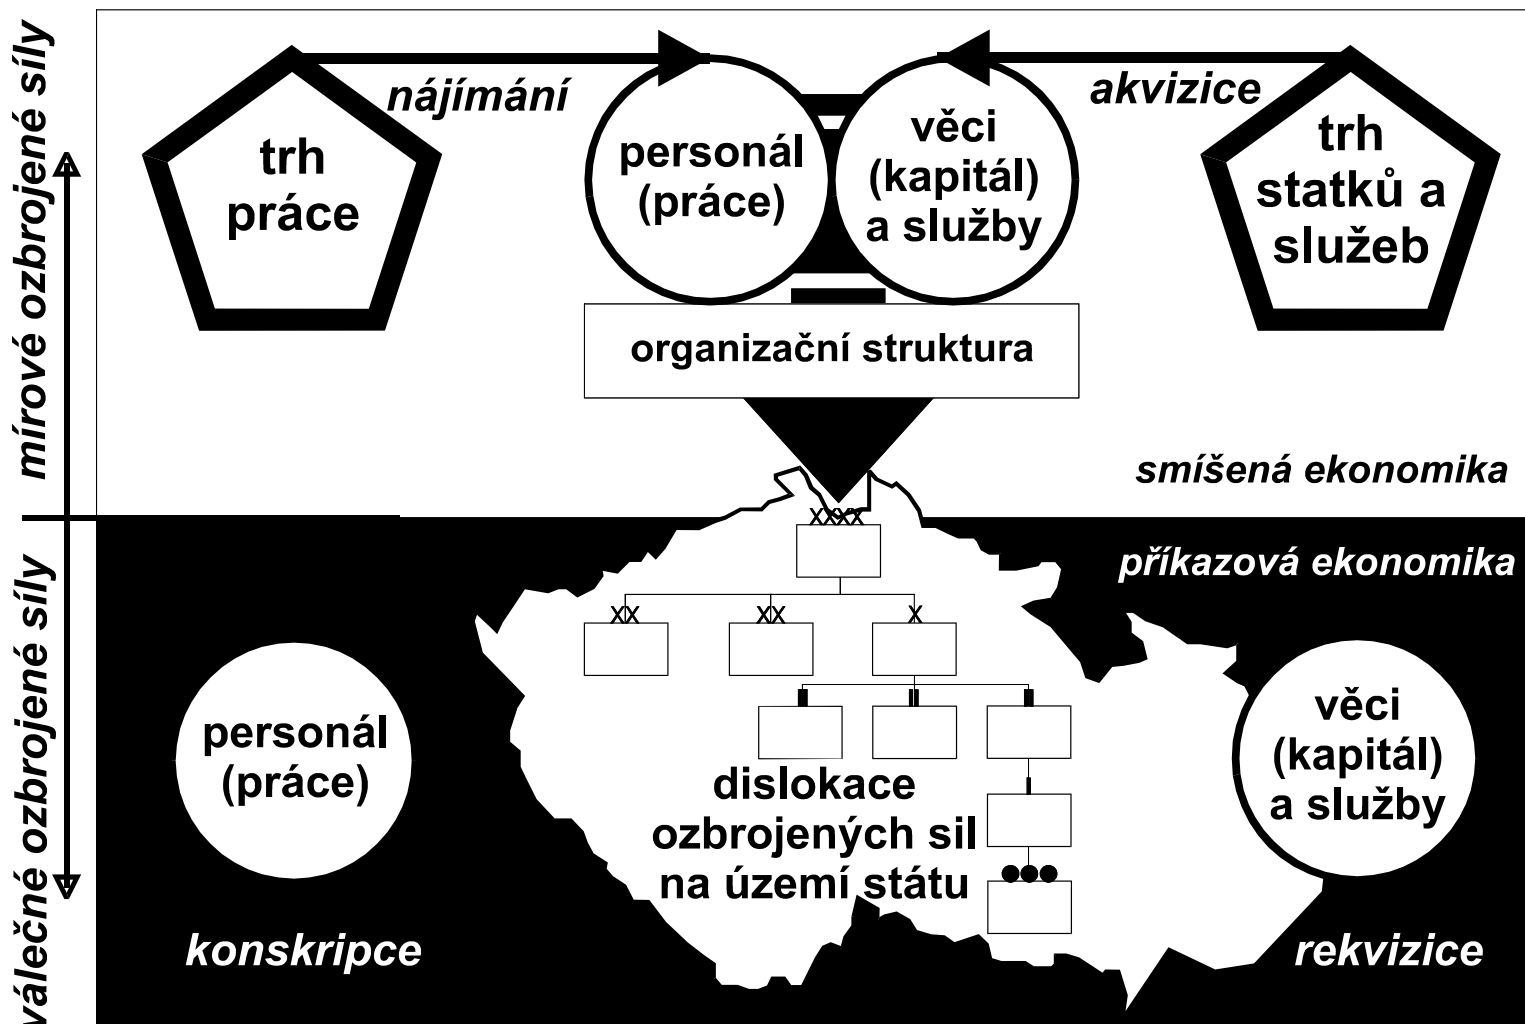 mírové ozbrojené síly
nájímání
akvizice
trh
práce
personál
(práce)
věci
(kapitál)
a služby
trh
statků a
služeb
organizační struktura
smíšená ekonomika
válečné ozbrojené síly
příkazová ekonomika
XXXX
XX
XX
X
personál
(práce)
věci
(kapitál)
a služby
dislokace
ozbrojených sil
na území státu
konskripce
rekvizice